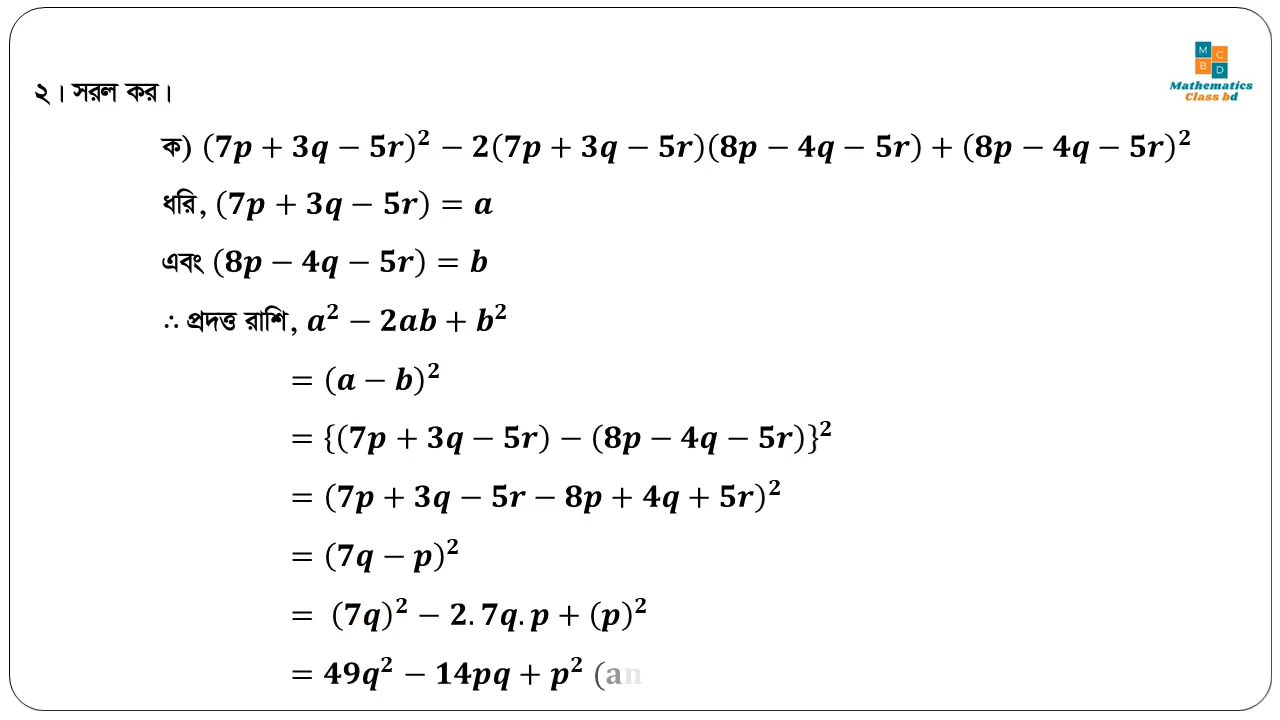 M C B D
Mathematics
Class bd
২। সরল কর।
ক) (7p + 3q − 5r)² − 2(7p + 3q − 5r)(8p − 4q − 5r) + (8p − 4q − 5r)²
ধরি, (7p + 3q − 5r) = a
এবং (8p − 4q − 5r) = b
∴ প্রদত্ত রাশি, a² − 2ab + b²
= (a − b)²
= {(7p + 3q − 5r) − (8p − 4q − 5r)}²
= (7p + 3q − 5r − 8p + 4q + 5r)²
= (7q − p)²
= (7q)² − 2.7q.p + (p)²
= 49q² − 14pq + p² (an